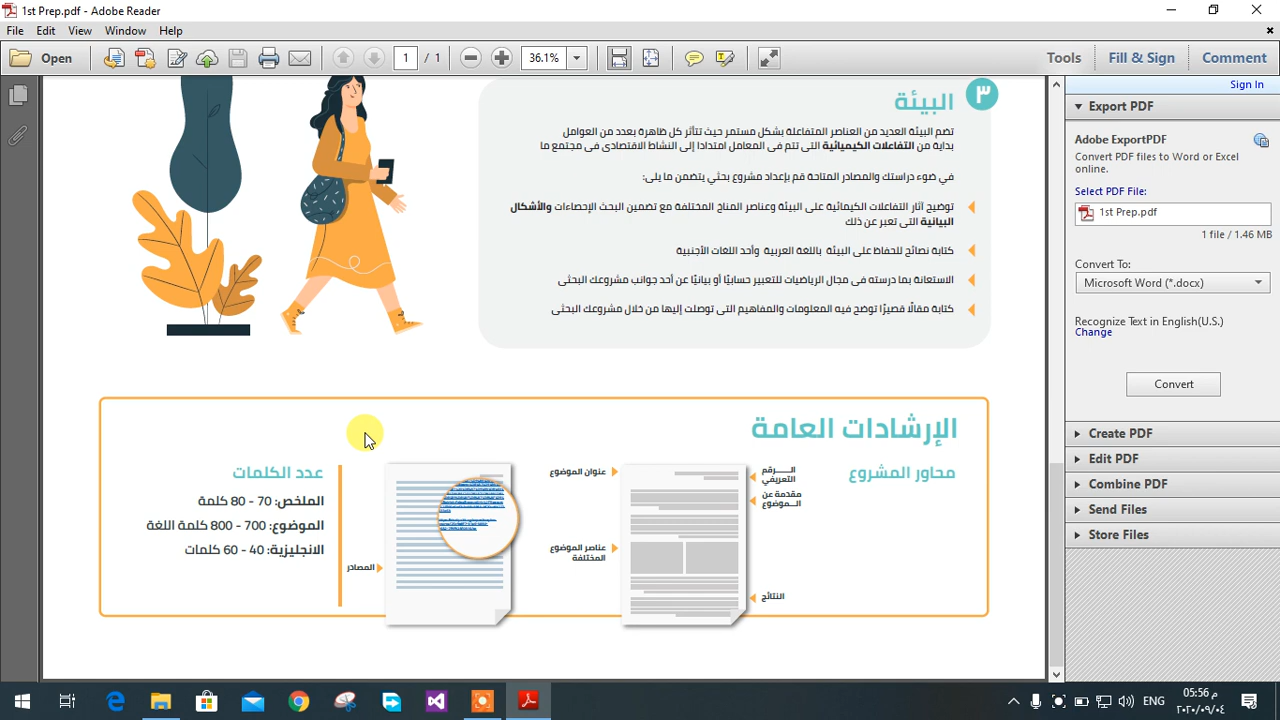 1st Prep.pdf - Adobe Reader
File Edit View Window Help
Open 1 / 1 36.1% Tools Fill & Sign Comment
Sign In
Export PDF
Adobe ExportPDF
Convert PDF files to Word or Excel
online.
Select PDF File:
1st Prep.pdf
1 file / 1.46 MB
Convert To:
Microsoft Word (*.docx)
Recognize Text in English(U.S.)
Change
Convert
Create PDF
Edit PDF
Combine PDF
Send Files
Store Files
٣ البيئة
تضم البيئة العديد من العناصر المتفاعلة بشكل مستمر حيث تتأثر كل ظاهرة بعدد من العوامل
بداية من التفاعلات الكيميائية التى تتم فى المعامل امتدادا إلى النشاط الاقتصادى فى مجتمع ما
في ضوء دراستك والمصادر المتاحة قم بإعداد مشروع بحثي يتضمن ما يلى:
توضيح آثار التفاعلات الكيمائية على البيئة وعناصر المناخ المختلفة مع تضمين البحث الإحصاءات والأشكال
البيانية التى تعبر عن ذلك
كتابة نصائح للحفاظ على البيئة باللغة العربية وأحد اللغات الأجنبية
الاستعانة بما درسته فى مجال الرياضيات للتعبير حسابيًا أو بيانيًا عن أحد جوانب مشروعك البحثى
كتابة مقالًا قصيرًا توضح فيه المعلومات والمفاهيم التى توصلت إليها من خلال مشروعك البحثى
الإرشادات العامة
محاور المشروع
الـــــرقم
التعريفي
مقدمة عن
الـــموضوع
النتائج
عنوان الموضوع
عناصر الموضوع
المختلفة
المصادر
عدد الكلمات
الملخص: 70 - 80 كلمة
الموضوع: 700 - 800 كلمة اللغة
الانجليزية: 40 - 60 كلمات
ENG
05:56 م
٢٠٢٠/٠٩/٠٤